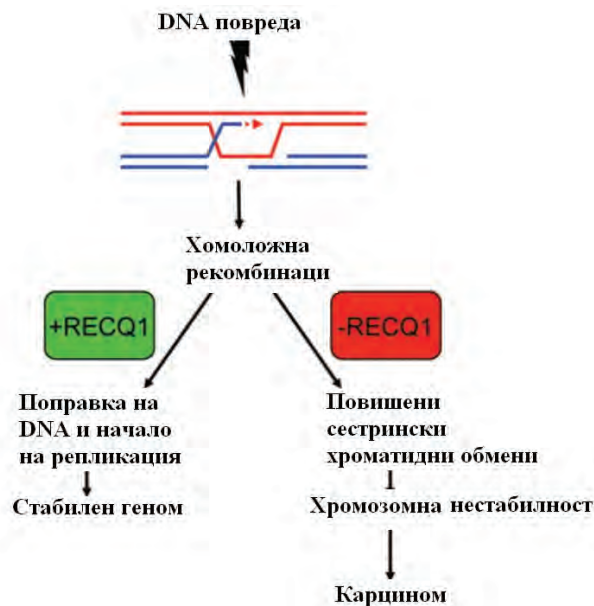 DNA повреда
Хомоложна
рекомбинаци
+RECQ1
-RECQ1
Поправка на
DNA и начало
на репликация
Стабилен геном
Повишени
сестрински
хроматидни обмени
Хромозомна нестабилност
Карцином